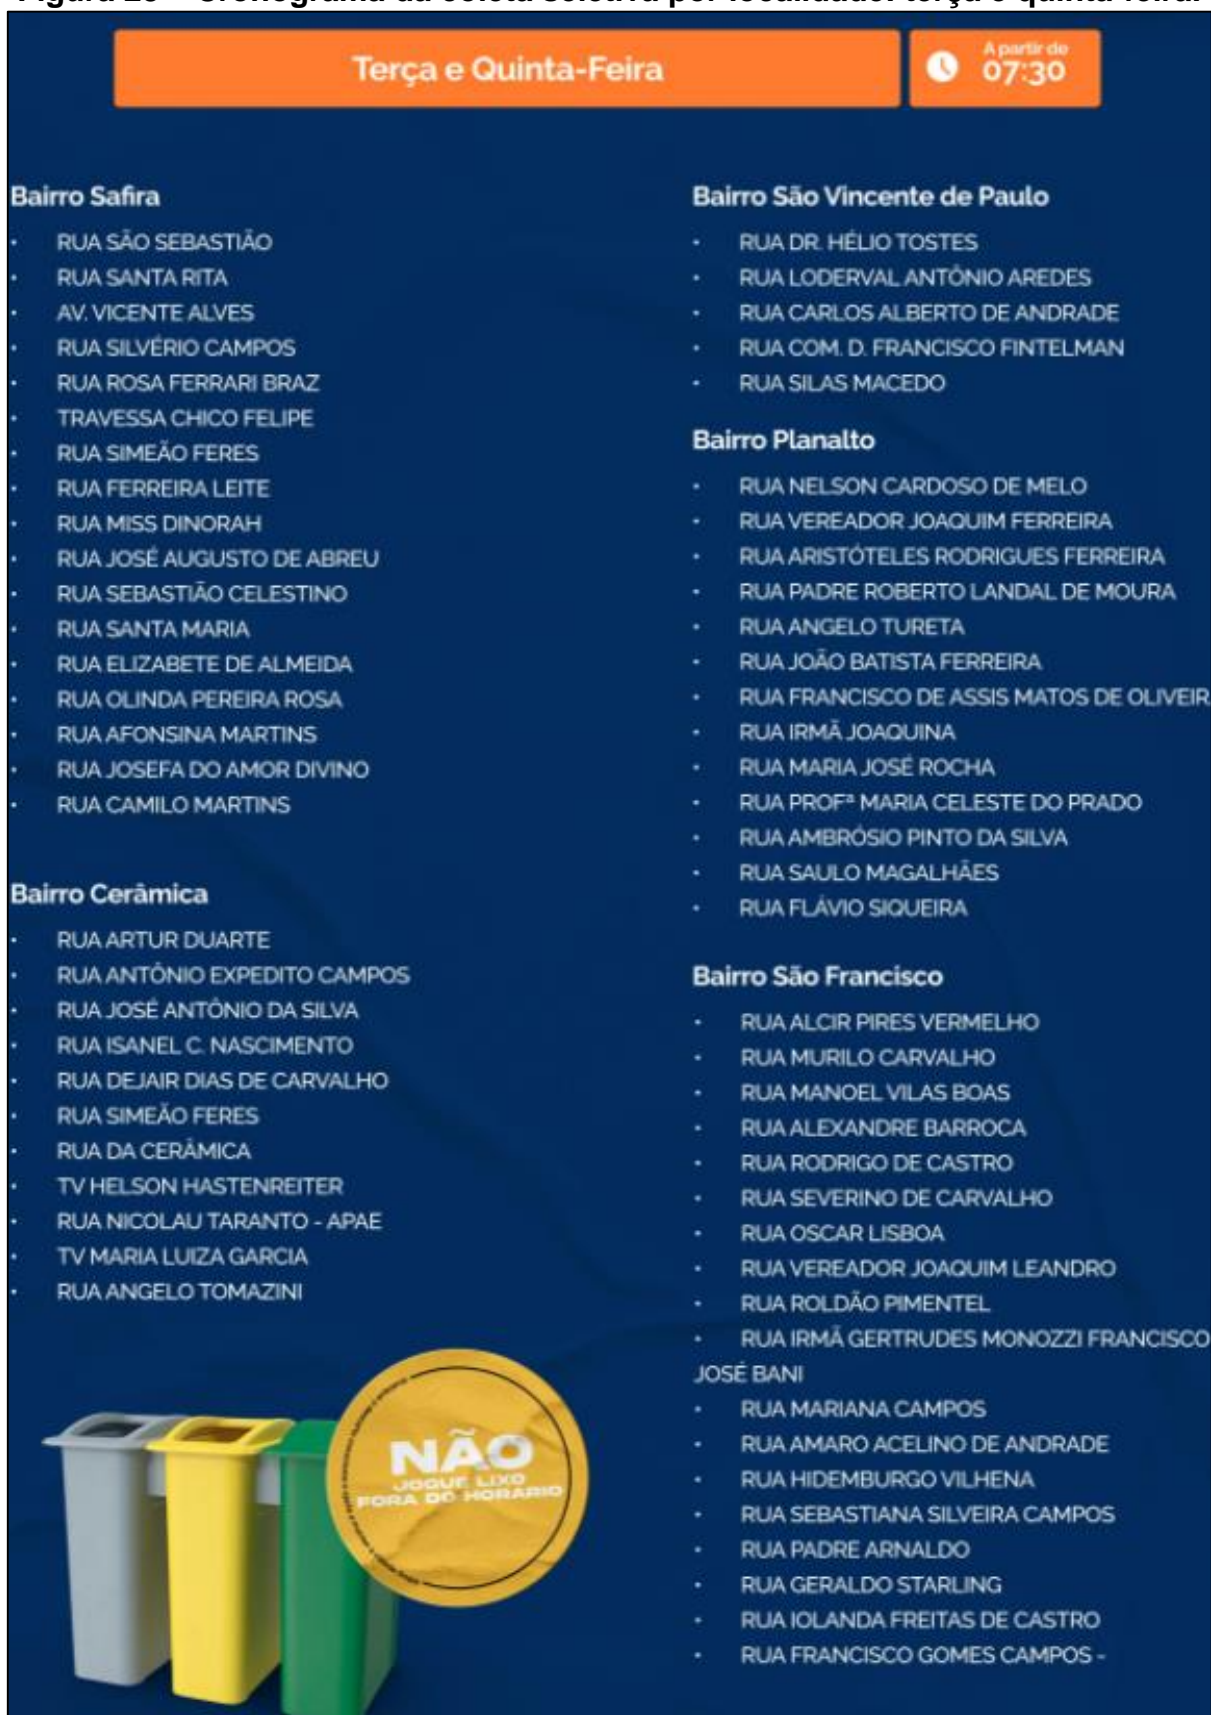 Terça e Quinta-Feira
A partir de
07:30
Bairro Safira
• RUA SÃO SEBASTIÃO
• RUA SANTA RITA
• AV. VICENTE ALVES
• RUA SILVÉRIO CAMPOS
• RUA ROSA FERRARI BRAZ
• TRAVESSA CHICO FELIPE
• RUA SIMEÃO FERES
• RUA FERREIRA LEITE
• RUA MISS DINORAH
• RUA JOSÉ AUGUSTO DE ABREU
• RUA SEBASTIÃO CELESTINO
• RUA SANTA MARIA
• RUA ELIZABETE DE ALMEIDA
• RUA OLINDA PEREIRA ROSA
• RUA AFONSINA MARTINS
• RUA JOSEFA DO AMOR DIVINO
• RUA CAMILO MARTINS
Bairro Cerâmica
• RUA ARTUR DUARTE
• RUA ANTÔNIO EXPEDITO CAMPOS
• RUA JOSÉ ANTÔNIO DA SILVA
• RUA ISANEL C. NASCIMENTO
• RUA DEJAIR DIAS DE CARVALHO
• RUA SIMEÃO FERES
• RUA DA CERÂMICA
• TV HELSON HASTENREITER
• RUA NICOLAU TARANTO - APAE
• TV MARIA LUIZA GARCIA
• RUA ANGELO TOMAZINI
NÃO
JOGUE LIXO
FORA DO HORARIO
Bairro São Vincente de Paulo
• RUA DR. HÉLIO TOSTES
• RUA LODERVAL ANTÔNIO AREDES
• RUA CARLOS ALBERTO DE ANDRADE
• RUA COM. D. FRANCISCO FINTELMAN
• RUA SILAS MACEDO
Bairro Planalto
• RUA NELSON CARDOSO DE MELO
• RUA VEREADOR JOAQUIM FERREIRA
• RUA ARISTÓTELES RODRIGUES FERREIRA
• RUA PADRE ROBERTO LANDAL DE MOURA
• RUA ANGELO TURETA
• RUA JOÃO BATISTA FERREIRA
• RUA FRANCISCO DE ASSIS MATOS DE OLIVEIR
• RUA IRMÃ JOAQUINA
• RUA MARIA JOSÉ ROCHA
• RUA PROFª MARIA CELESTE DO PRADO
• RUA AMBRÓSIO PINTO DA SILVA
• RUA SAULO MAGALHÃES
• RUA FLÁVIO SIQUEIRA
Bairro São Francisco
• RUA ALCIR PIRES VERMELHO
• RUA MURILO CARVALHO
• RUA MANOEL VILAS BOAS
• RUA ALEXANDRE BARROCA
• RUA RODRIGO DE CASTRO
• RUA SEVERINO DE CARVALHO
• RUA OSCAR LISBOA
• RUA VEREADOR JOAQUIM LEANDRO
• RUA ROLDÃO PIMENTEL
• RUA IRMÃ GERTRUDES MONOZZI FRANCISCO
JOSÉ BANI
• RUA MARIANA CAMPOS
• RUA AMARO ACELINO DE ANDRADE
• RUA HIDEMBURGO VILHENA
• RUA SEBASTIANA SILVEIRA CAMPOS
• RUA PADRE ARNALDO
• RUA GERALDO STARLING
• RUA IOLANDA FREITAS DE CASTRO
• RUA FRANCISCO GOMES CAMPOS -